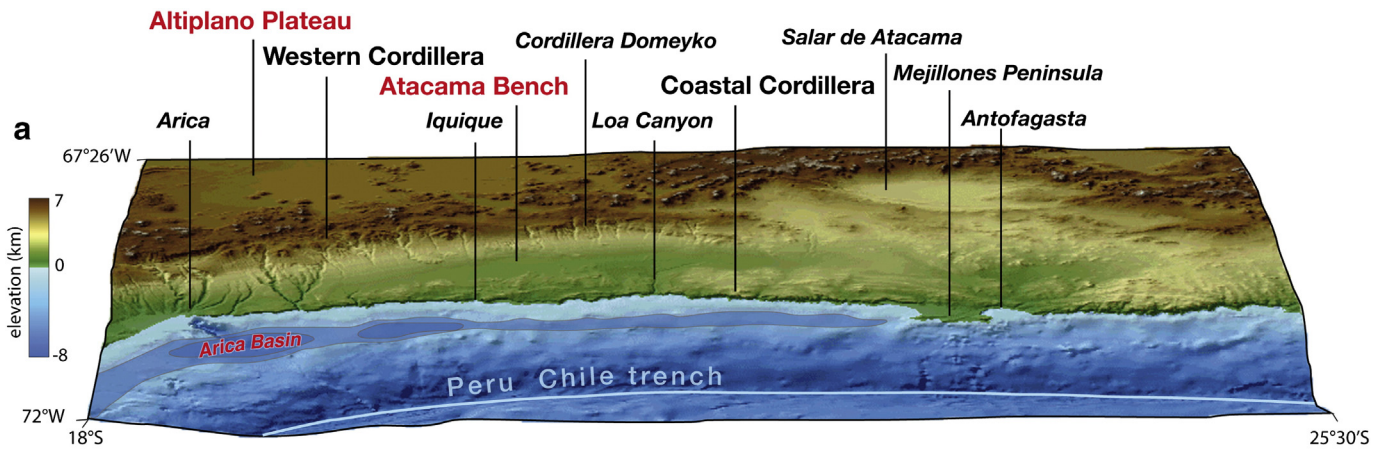 Altiplano Plateau
Western Cordillera
Cordillera Domeyko
Salar de Atacama
Atacama Bench
Coastal Cordillera
Mejillones Peninsula
a
Arica
Iquique
Loa Canyon
Antofagasta
67°26'W
7
0
-8
elevation (km)
Arica Basin
Peru Chile trench
72°W
18°S
25°30'S